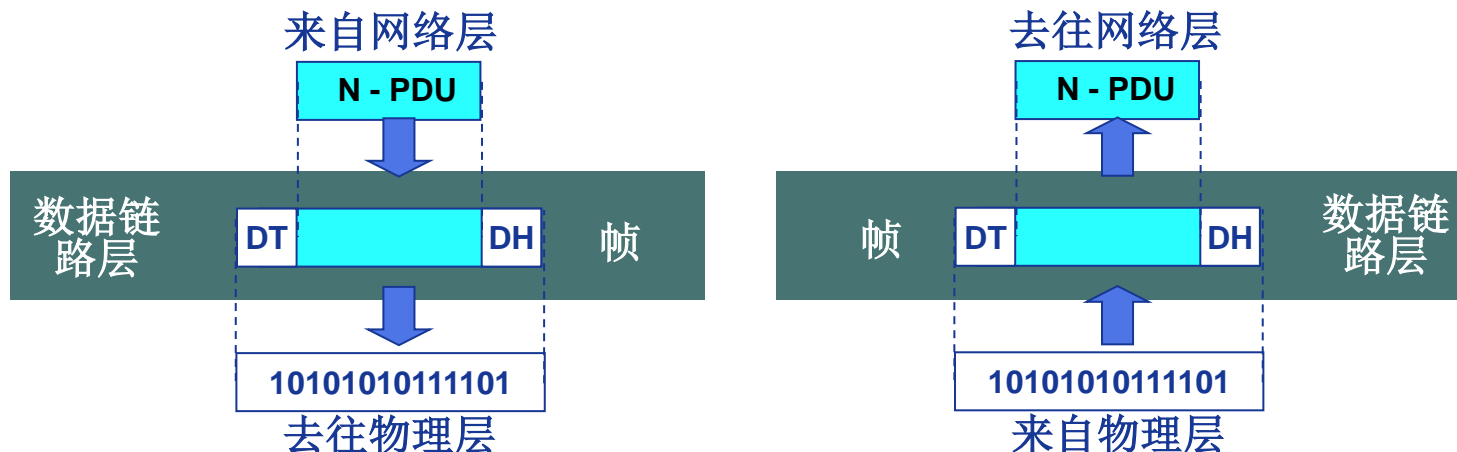 来自网络层
N - PDU
数据链
路层
DT
DH
帧
10101010111101
去往物理层
去往网络层
N - PDU
帧
DT
DH
数据链
路层
10101010111101
来自物理层